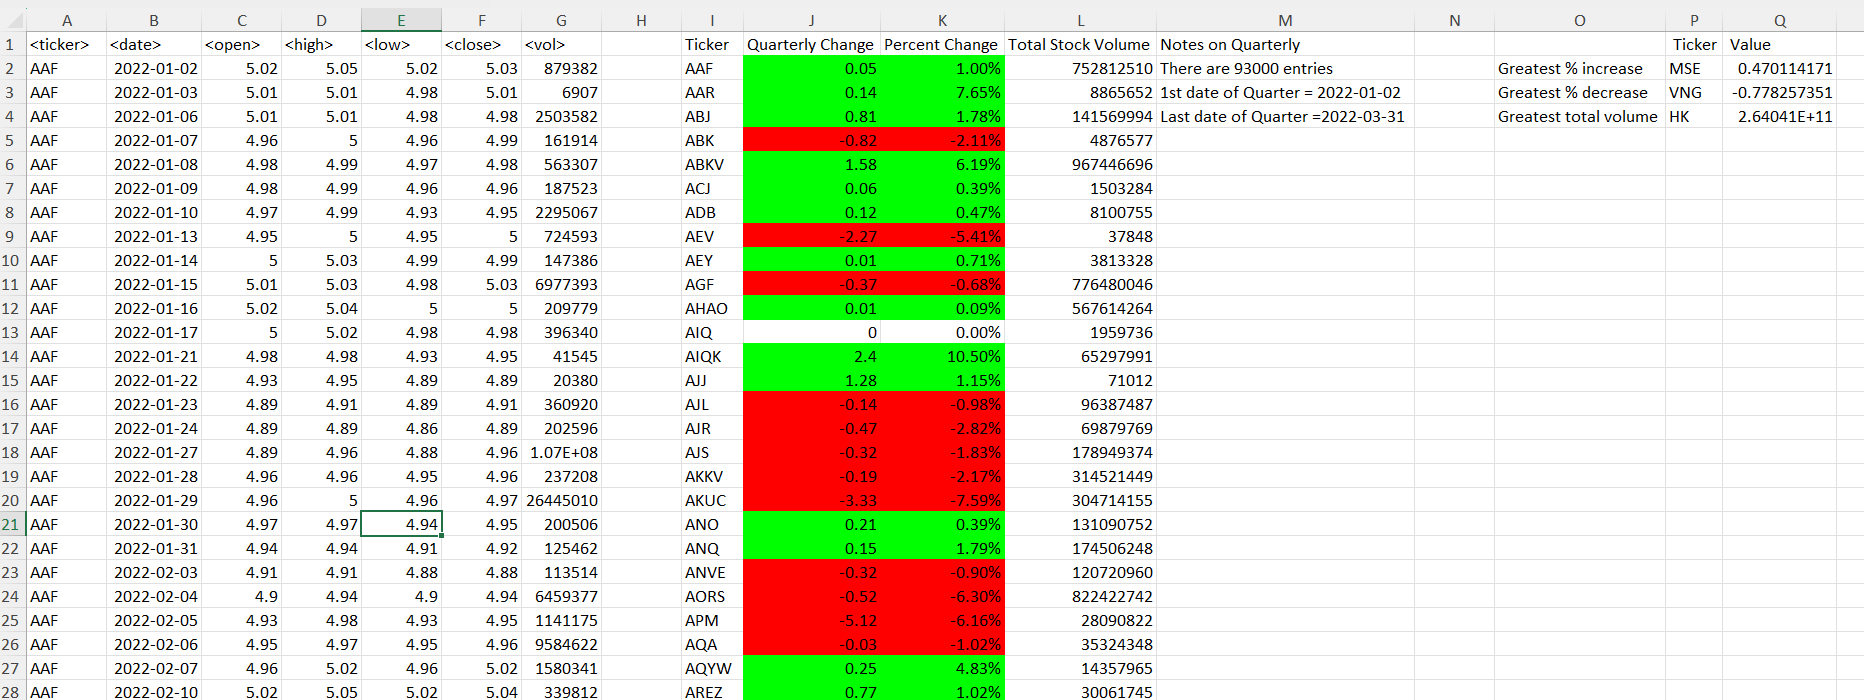 A B C D E F G H I J K L M N O P Q
1 <ticker> <date> <open> <high> <low> <close> <vol> Ticker Quarterly Change Percent Change Total Stock Volume Notes on Quarterly Ticker Value
2 AAF 2022-01-02 5.02 5.05 5.02 5.03 879382 AAF 0.05 1.00% 752812510 There are 93000 entries Greatest % increase MSE 0.470114171
3 AAF 2022-01-03 5.01 5.01 4.98 5.01 6907 AAR 0.14 7.65% 8865652 1st date of Quarter = 2022-01-02 Greatest % decrease VNG -0.778257351
4 AAF 2022-01-06 5.01 5.01 4.98 4.98 2503582 ABJ 0.81 1.78% 141569994 Last date of Quarter =2022-03-31 Greatest total volume HK 2.64041E+11
5 AAF 2022-01-07 4.96 5 4.96 4.99 161914 ABK -0.82 -2.11% 4876577
6 AAF 2022-01-08 4.98 4.99 4.97 4.98 563307 ABKV 1.58 6.19% 967446696
7 AAF 2022-01-09 4.98 4.99 4.96 4.96 187523 ACJ 0.06 0.39% 1503284
8 AAF 2022-01-10 4.97 4.99 4.93 4.95 2295067 ADB 0.12 0.47% 8100755
9 AAF 2022-01-13 4.95 5 4.95 5 724593 AEV -2.27 -5.41% 37848
10 AAF 2022-01-14 5 5.03 4.99 4.99 147386 AEY 0.01 0.71% 3813328
11 AAF 2022-01-15 5.01 5.03 4.98 5.03 6977393 AGF -0.37 -0.68% 776480046
12 AAF 2022-01-16 5.02 5.04 5 5 209779 AHAO 0.01 0.09% 567614264
13 AAF 2022-01-17 5 5.02 4.98 4.98 396340 AIQ 0 0.00% 1959736
14 AAF 2022-01-21 4.98 4.98 4.93 4.95 41545 AIQK 2.4 10.50% 65297991
15 AAF 2022-01-22 4.93 4.95 4.89 4.89 20380 AJJ 1.28 1.15% 71012
16 AAF 2022-01-23 4.89 4.91 4.89 4.91 360920 AJL -0.14 -0.98% 96387487
17 AAF 2022-01-24 4.89 4.89 4.86 4.89 202596 AJR -0.47 -2.82% 69879769
18 AAF 2022-01-27 4.89 4.96 4.88 4.96 1.07E+08 AJS -0.32 -1.83% 178949374
19 AAF 2022-01-28 4.96 4.96 4.95 4.96 237208 AKKV -0.19 -2.17% 314521449
20 AAF 2022-01-29 4.96 5 4.96 4.97 26445010 AKUC -3.33 -7.59% 304714155
21 AAF 2022-01-30 4.97 4.97 4.94 4.95 200506 ANO 0.21 0.39% 131090752
22 AAF 2022-01-31 4.94 4.94 4.91 4.92 125462 ANQ 0.15 1.79% 174506248
23 AAF 2022-02-03 4.91 4.91 4.88 4.88 113514 ANVE -0.32 -0.90% 120720960
24 AAF 2022-02-04 4.9 4.94 4.9 4.94 6459377 AORS -0.52 -6.30% 822422742
25 AAF 2022-02-05 4.93 4.98 4.93 4.95 1141175 APM -5.12 -6.16% 28090822
26 AAF 2022-02-06 4.95 4.97 4.95 4.96 9584622 AQA -0.03 -1.02% 35324348
27 AAF 2022-02-07 4.96 5.02 4.96 5.02 1580341 AQYW 0.25 4.83% 14357965
28 AAF 2022-02-10 5.02 5.05 5.02 5.04 339812 AREZ 0.77 1.02% 30061745